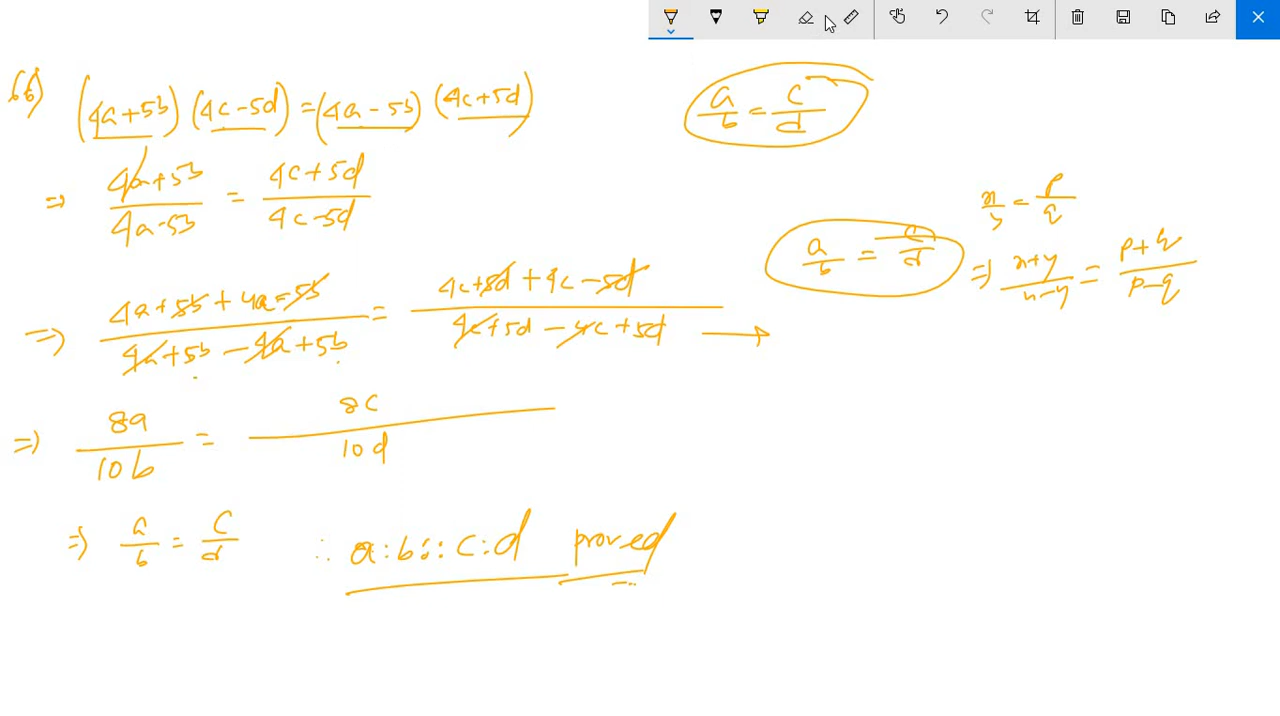 66) (4a+5b) (4c-5d) = (4a-5b) (4c+5d)
⇒ (4a+5b)/(4a-5b) = (4c+5d)/(4c-5d)
⇒ (4a+5b+4a-5b)/(4a+5b-4a+5b) = (4c+5d+4c-5d)/(4c+5d-4c+5d) →
⇒ 8a/10b = 8c/10d
⇒ a/b = c/d ∴ a:b::c:d proved
a/b = c/d
a/b = c/d
x/y = p/q
⇒ (x+y)/(x-y) = (p+q)/(p-q)